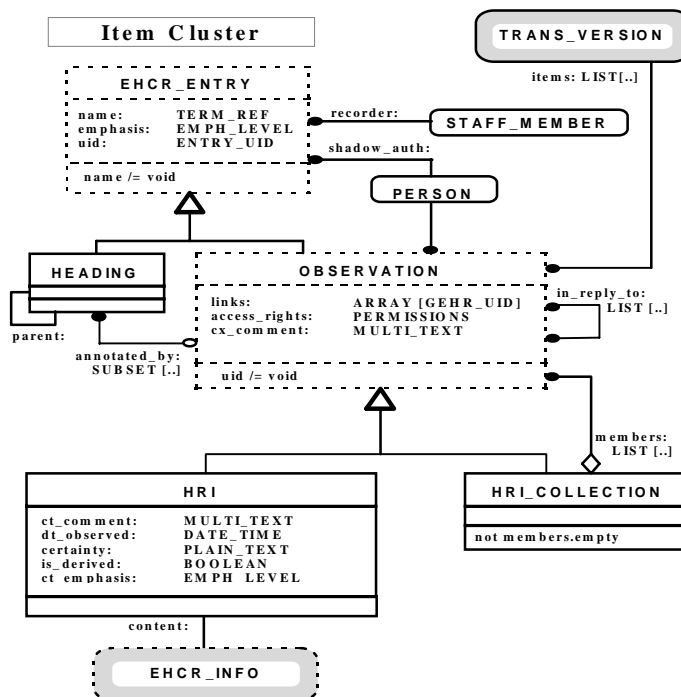 Item Cluster
TRANS_VERSION
items: LIST[..]
EHCR_ENTRY
name: TERM_REF
emphasis: EMPH_LEVEL
uid: ENTRY_UID
name /= void
recorder:
STAFF_MEMBER
shadow_auth:
PERSON
HEADING
parent:
OBSERVATION
links: ARRAY [GEHR_UID]
access_rights: PERMISSIONS
cx_comment: MULTI_TEXT
uid /= void
in_reply_to:
LIST [..]
annotated_by:
SUBSET [..]
members:
LIST [..]
HRI
ct_comment: MULTI_TEXT
dt_observed: DATE_TIME
certainty: PLAIN_TEXT
is_derived: BOOLEAN
ct_emphasis: EMPH_LEVEL
HRI_COLLECTION
not members.empty
content:
EHCR_INFO